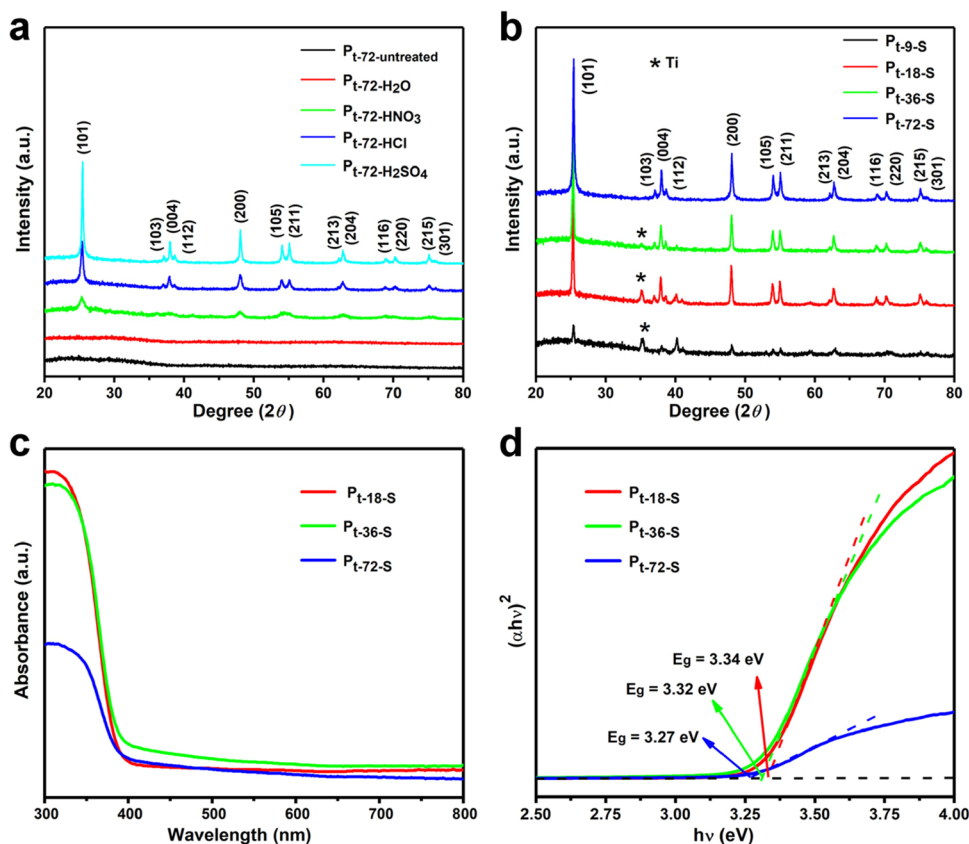 a
Pt-72-untreated
Pt-72-H2O
Pt-72-HNO3
Pt-72-HCl
Pt-72-H2SO4
(101)
(103)
(004)
(112)
(200)
(105)
(211)
(213)
(204)
(116)
(220)
(215)
(301)
Intensity (a.u.)
20 30 40 50 60 70 80
Degree (2θ)
b
* Ti
Pt-9-S
Pt-18-S
Pt-36-S
Pt-72-S
(101)
(103)
(004)
(112)
(200)
(105)
(211)
(213)
(204)
(116)
(220)
(215)
(301)
*
*
*
Intensity (a.u.)
20 30 40 50 60 70 80
Degree (2θ)
c
Pt-18-S
Pt-36-S
Pt-72-S
Absorbance (a.u.)
300 400 500 600 700 800
Wavelength (nm)
d
Pt-18-S
Pt-36-S
Pt-72-S
(αhν)2
Eg = 3.34 eV
Eg = 3.32 eV
Eg = 3.27 eV
2.50 2.75 3.00 3.25 3.50 3.75 4.00
hν (eV)